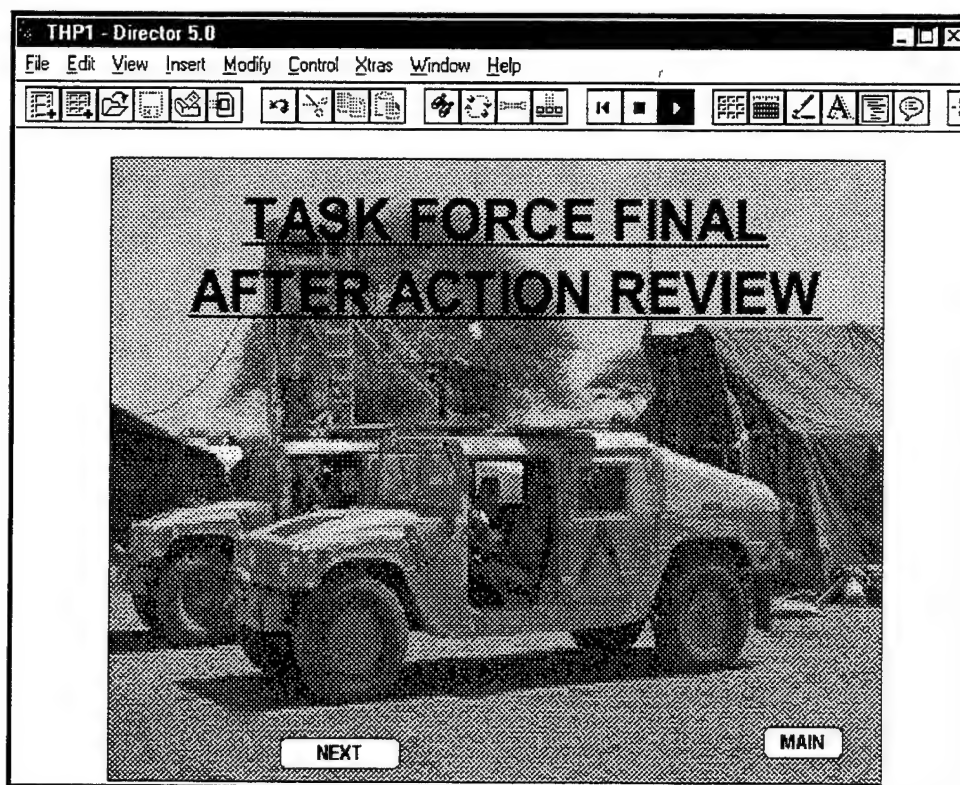 THP1 - Director 5.0
File Edit View Insert Modify Control Xtras Window Help
TASK FORCE FINAL
AFTER ACTION REVIEW
NEXT
MAIN